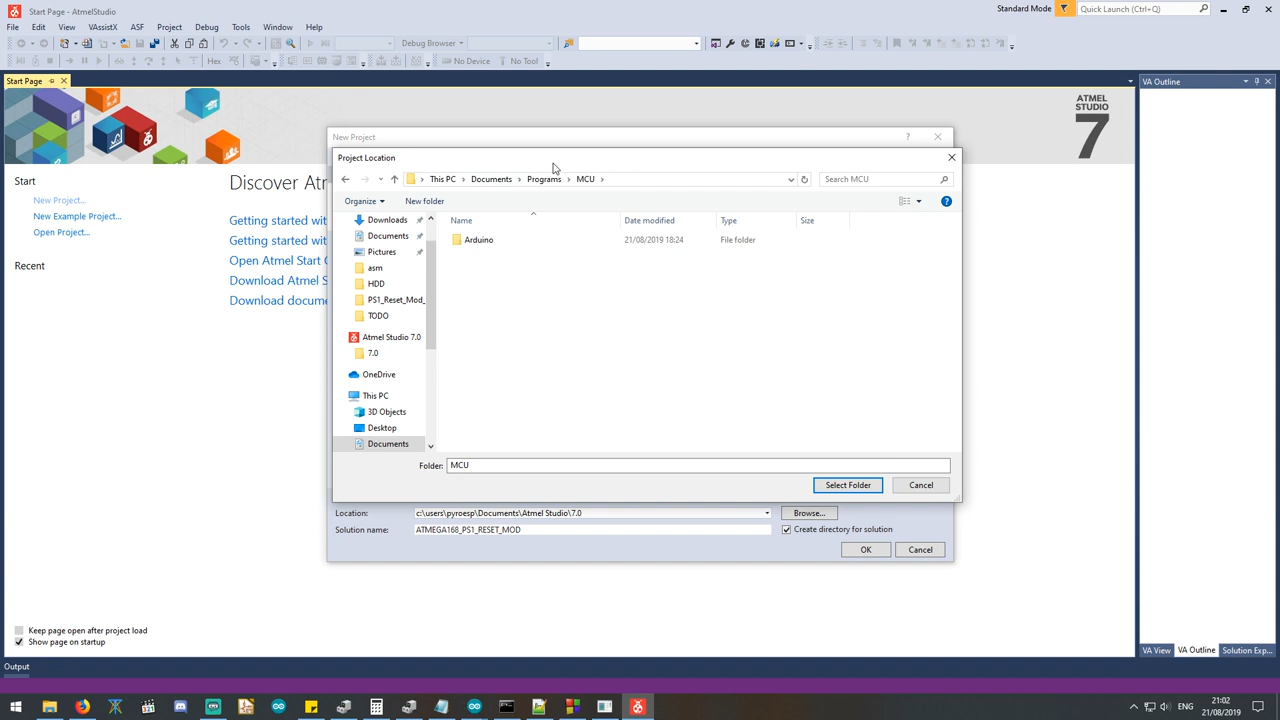 Start Page - AtmelStudio
Standard Mode
Quick Launch (Ctrl+Q)
File Edit View VAssistX ASF Project Debug Tools Window Help
Debug Browser
Hex
No Device
No Tool
Start Page
VA Outline
ATMEL
STUDIO
7
Start
New Project...
New Example Project...
Open Project...
Recent
Discover At
Getting started wit
Getting started wit
Open Atmel Start
Download Atmel S
Download docume
New Project
Project Location
This PC > Documents > Programs > MCU >
Search MCU
Organize
New folder
Name
Date modified
Type
Size
Arduino
21/08/2019 18:24
File folder
Downloads
Documents
Pictures
asm
HDD
PS1_Reset_Mod_
TODO
Atmel Studio 7.0
7.0
OneDrive
This PC
3D Objects
Desktop
Documents
Folder: MCU
Select Folder
Cancel
Location: c:\users\pyroesp\Documents\Atmel Studio\7.0
Browse...
Solution name: ATMEGA168_PS1_RESET_MOD
Create directory for solution
OK
Cancel
Keep page open after project load
Show page on startup
VA View
VA Outline
Solution Exp...
Output
ENG
21:02
21/08/2019